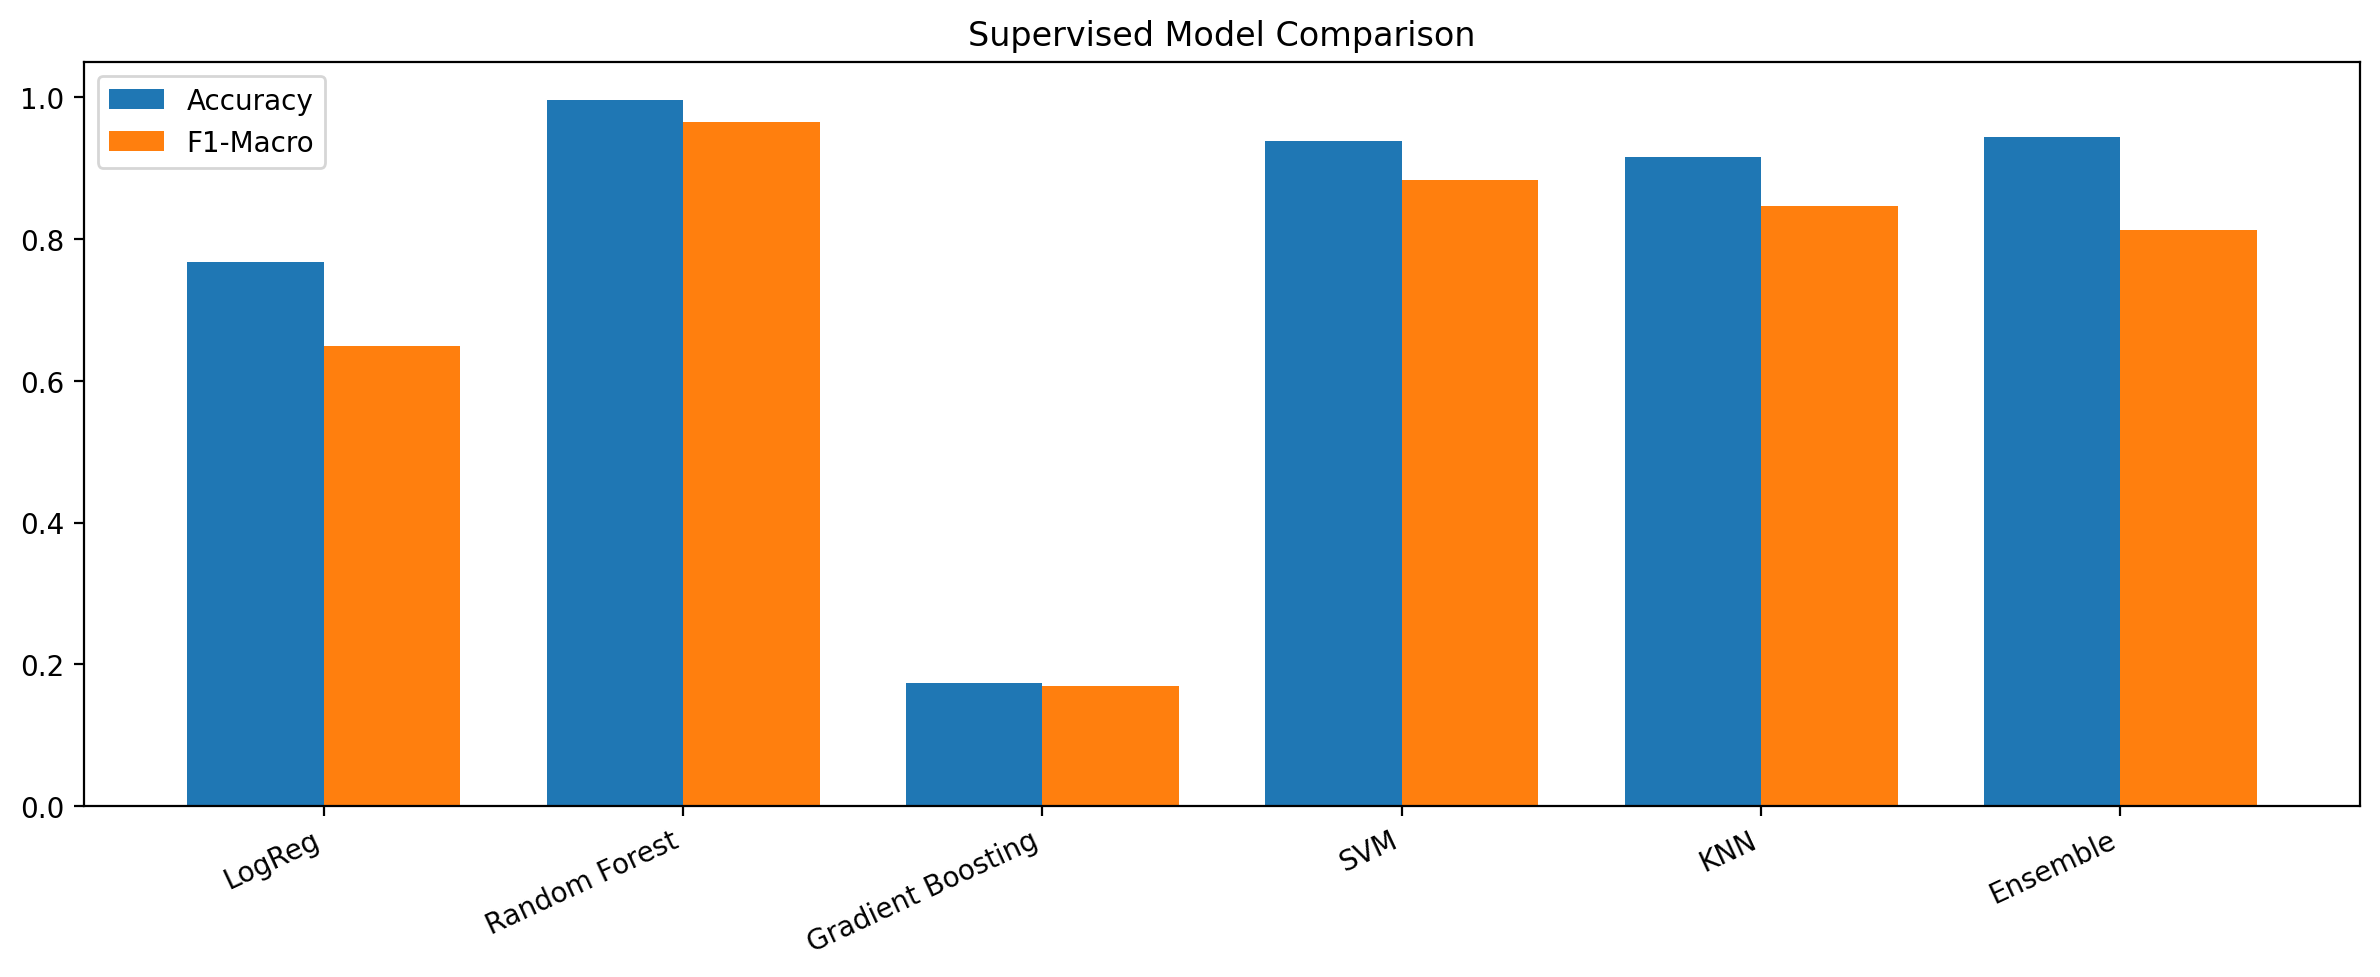 Supervised Model Comparison
Accuracy
F1-Macro
1.0
0.8
0.6
0.4
0.2
0.0
LogReg
Random Forest
Gradient Boosting
SVM
KNN
Ensemble